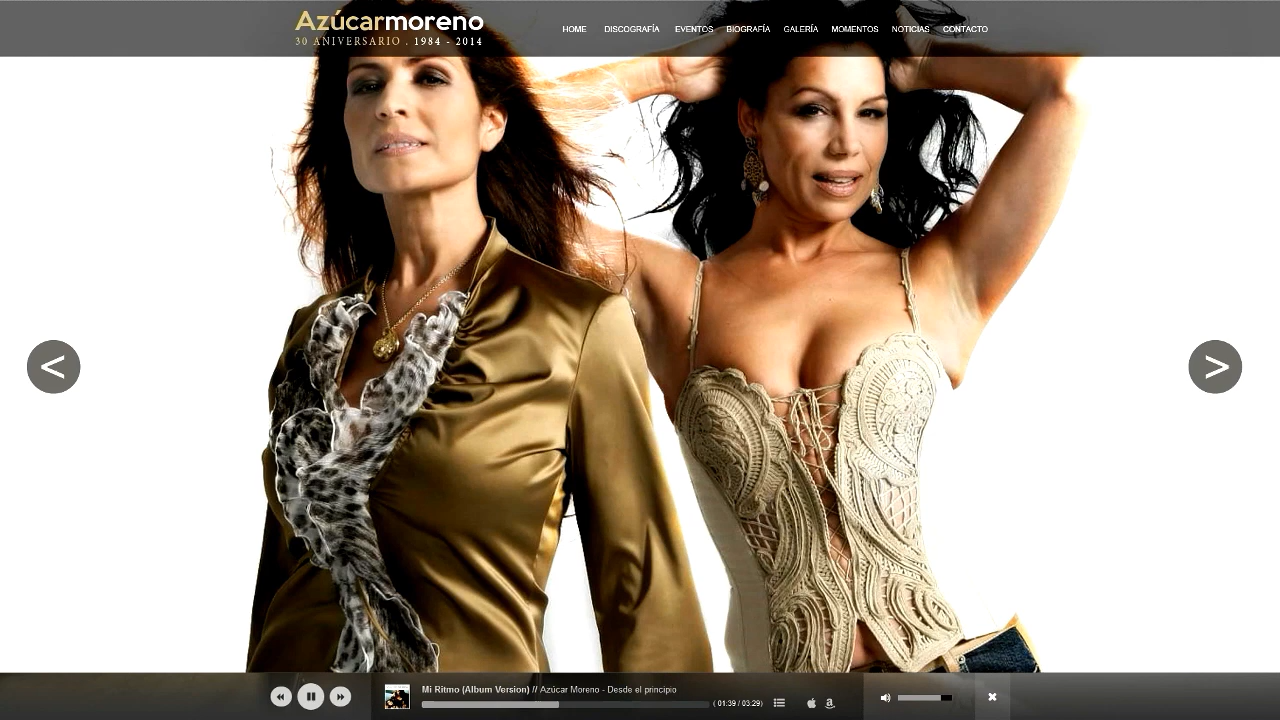 Azúcarmoreno
30 ANIVERSARIO . 1984 - 2014
HOME DISCOGRAFÍA EVENTOS BIOGRAFÍA GALERÍA MOMENTOS NOTICIAS CONTACTO
< >
Mi Ritmo (Album Version) // Azúcar Moreno - Desde el principio
( 01:39 / 03:29)